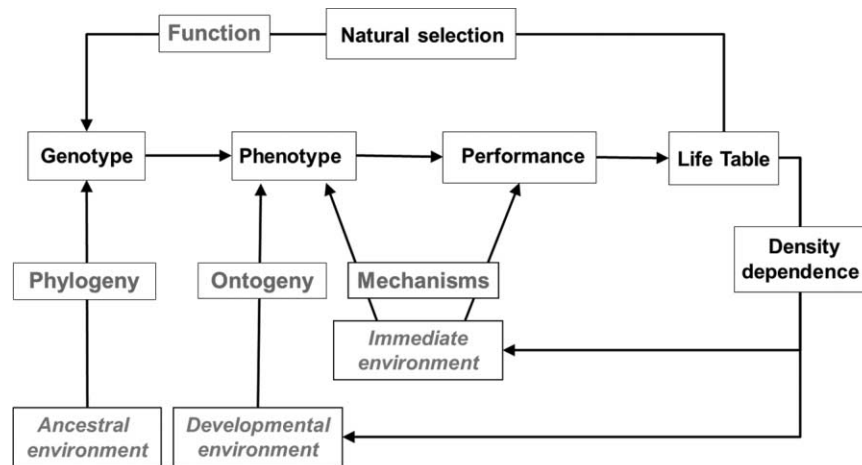 Function
Natural selection
Genotype
Phenotype
Performance
Life Table
Density
dependence
Phylogeny
Ontogeny
Mechanisms
Immediate
environment
Ancestral
environment
Developmental
environment